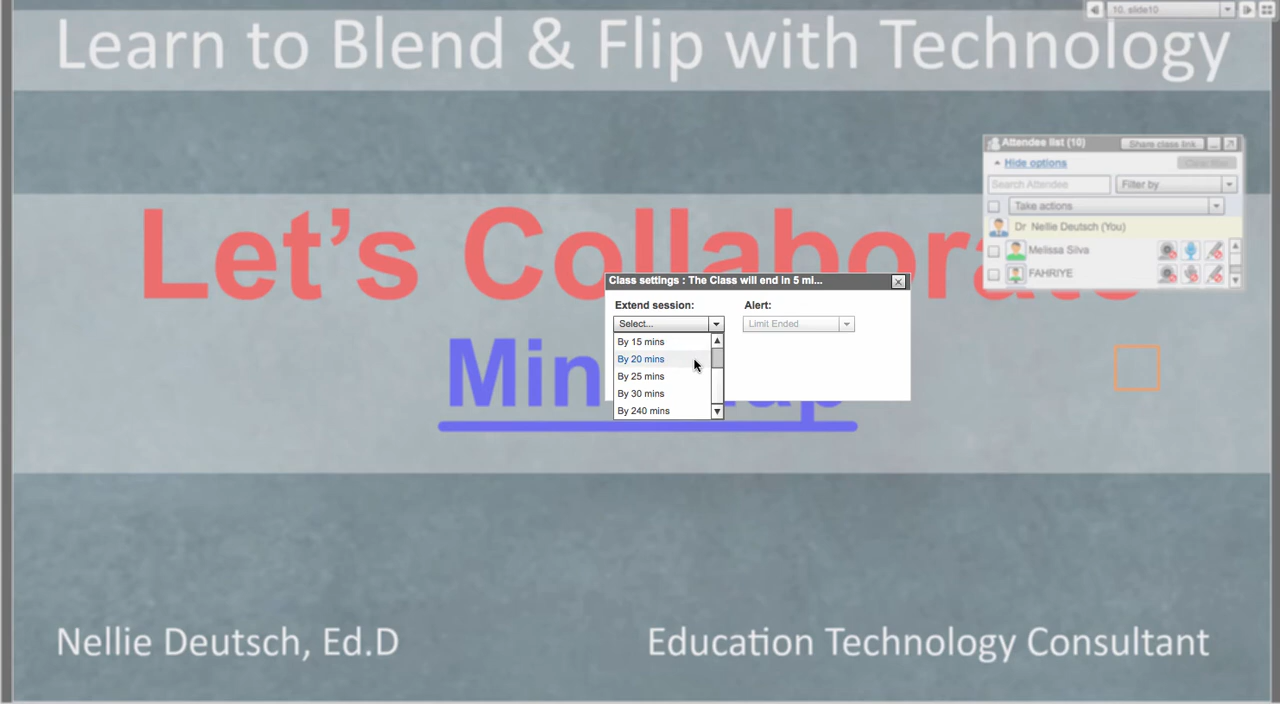 10. slide10
Learn to Blend & Flip with Technology
Attendee list (10)
Share class link
Hide options
Clear filter
Search Attendee
Filter by
Take actions
Dr Nellie Deutsch (You)
Melissa Silva
FAHRIYE
Let's
Class settings : The Class will end in 5 mi...
Extend session:
Alert:
Select...
Limit Ended
By 15 mins
By 20 mins
By 25 mins
By 30 mins
By 240 mins
Nellie Deutsch, Ed.D
Education Technology Consultant